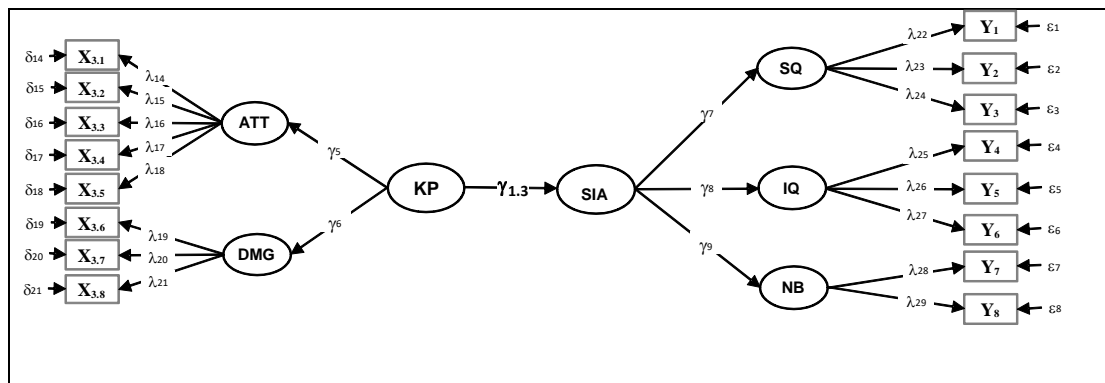 δ14 X3.1 λ14
δ15 X3.2 λ15
δ16 X3.3 λ16
δ17 X3.4 λ17
δ18 X3.5 λ18
δ19 X3.6 λ19
δ20 X3.7 λ20
δ21 X3.8 λ21
ATT
DMG
γ5
γ6
KP
γ1.3
SIA
γ7
γ8
γ9
SQ
IQ
NB
λ22 Y1 ε1
λ23 Y2 ε2
λ24 Y3 ε3
λ25 Y4 ε4
λ26 Y5 ε5
λ27 Y6 ε6
λ28 Y7 ε7
λ29 Y8 ε8